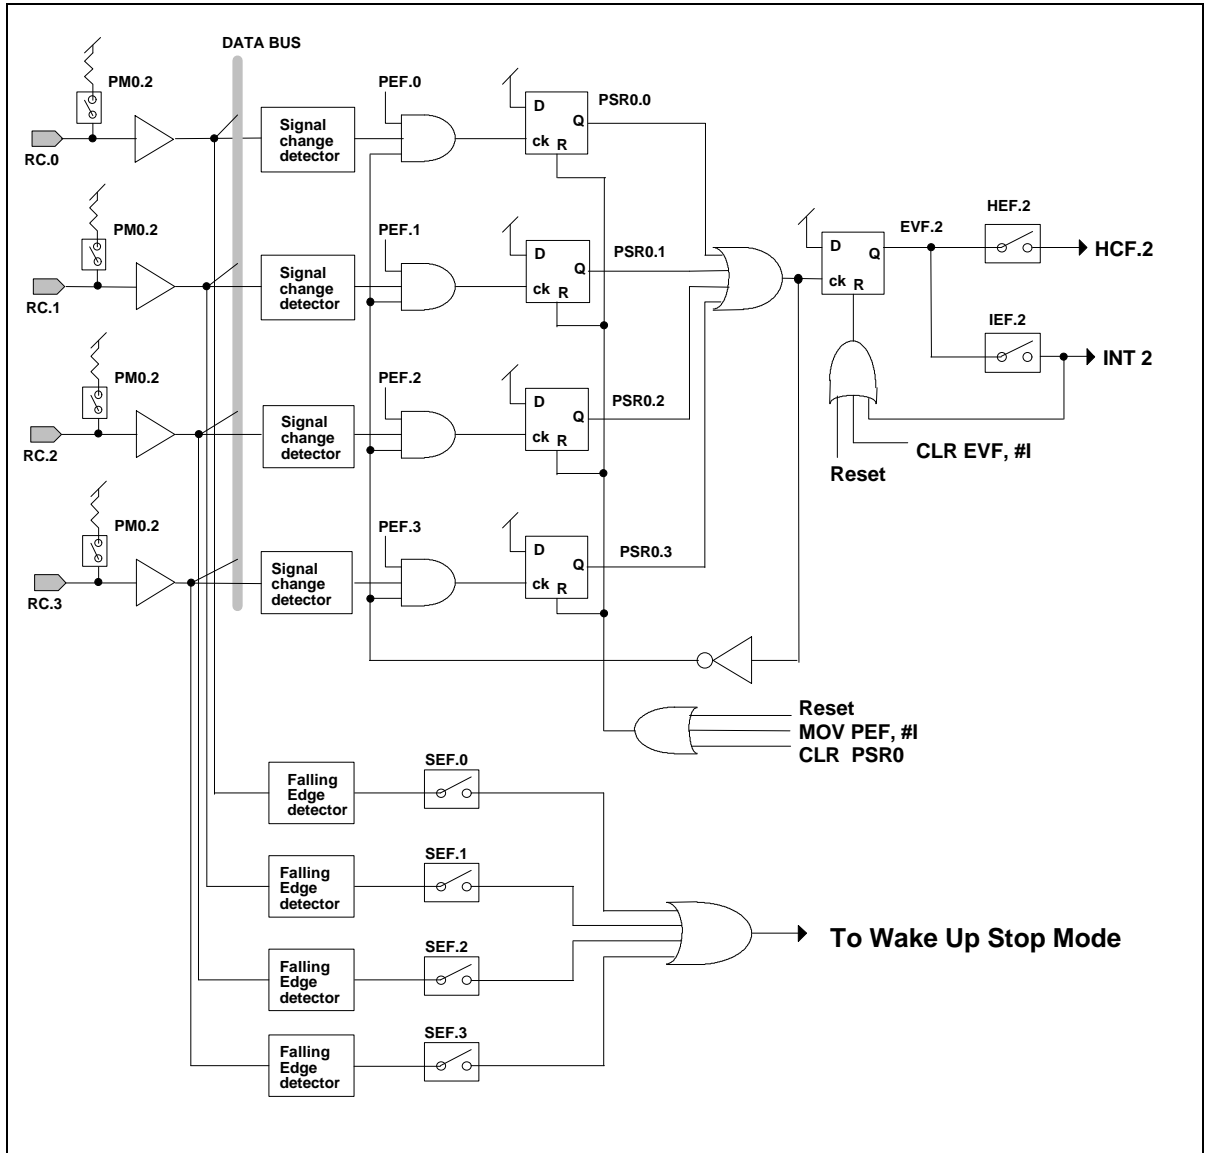 DATA BUS
PM0.2
RC.0
Signal
change
detector
PEF.0
D
Q
ck
R
PSR0.0
PM0.2
RC.1
Signal
change
detector
PEF.1
D
Q
ck
R
PSR0.1
PM0.2
RC.2
Signal
change
detector
PEF.2
D
Q
ck
R
PSR0.2
PM0.2
RC.3
Signal
change
detector
PEF.3
D
Q
ck
R
PSR0.3
D
Q
ck
R
EVF.2
HEF.2
HCF.2
IEF.2
INT 2
CLR EVF, #I
Reset
Reset
MOV PEF, #I
CLR PSR0
Falling
Edge
detector
SEF.0
Falling
Edge
detector
SEF.1
Falling
Edge
detector
SEF.2
Falling
Edge
detector
SEF.3
To Wake Up Stop Mode